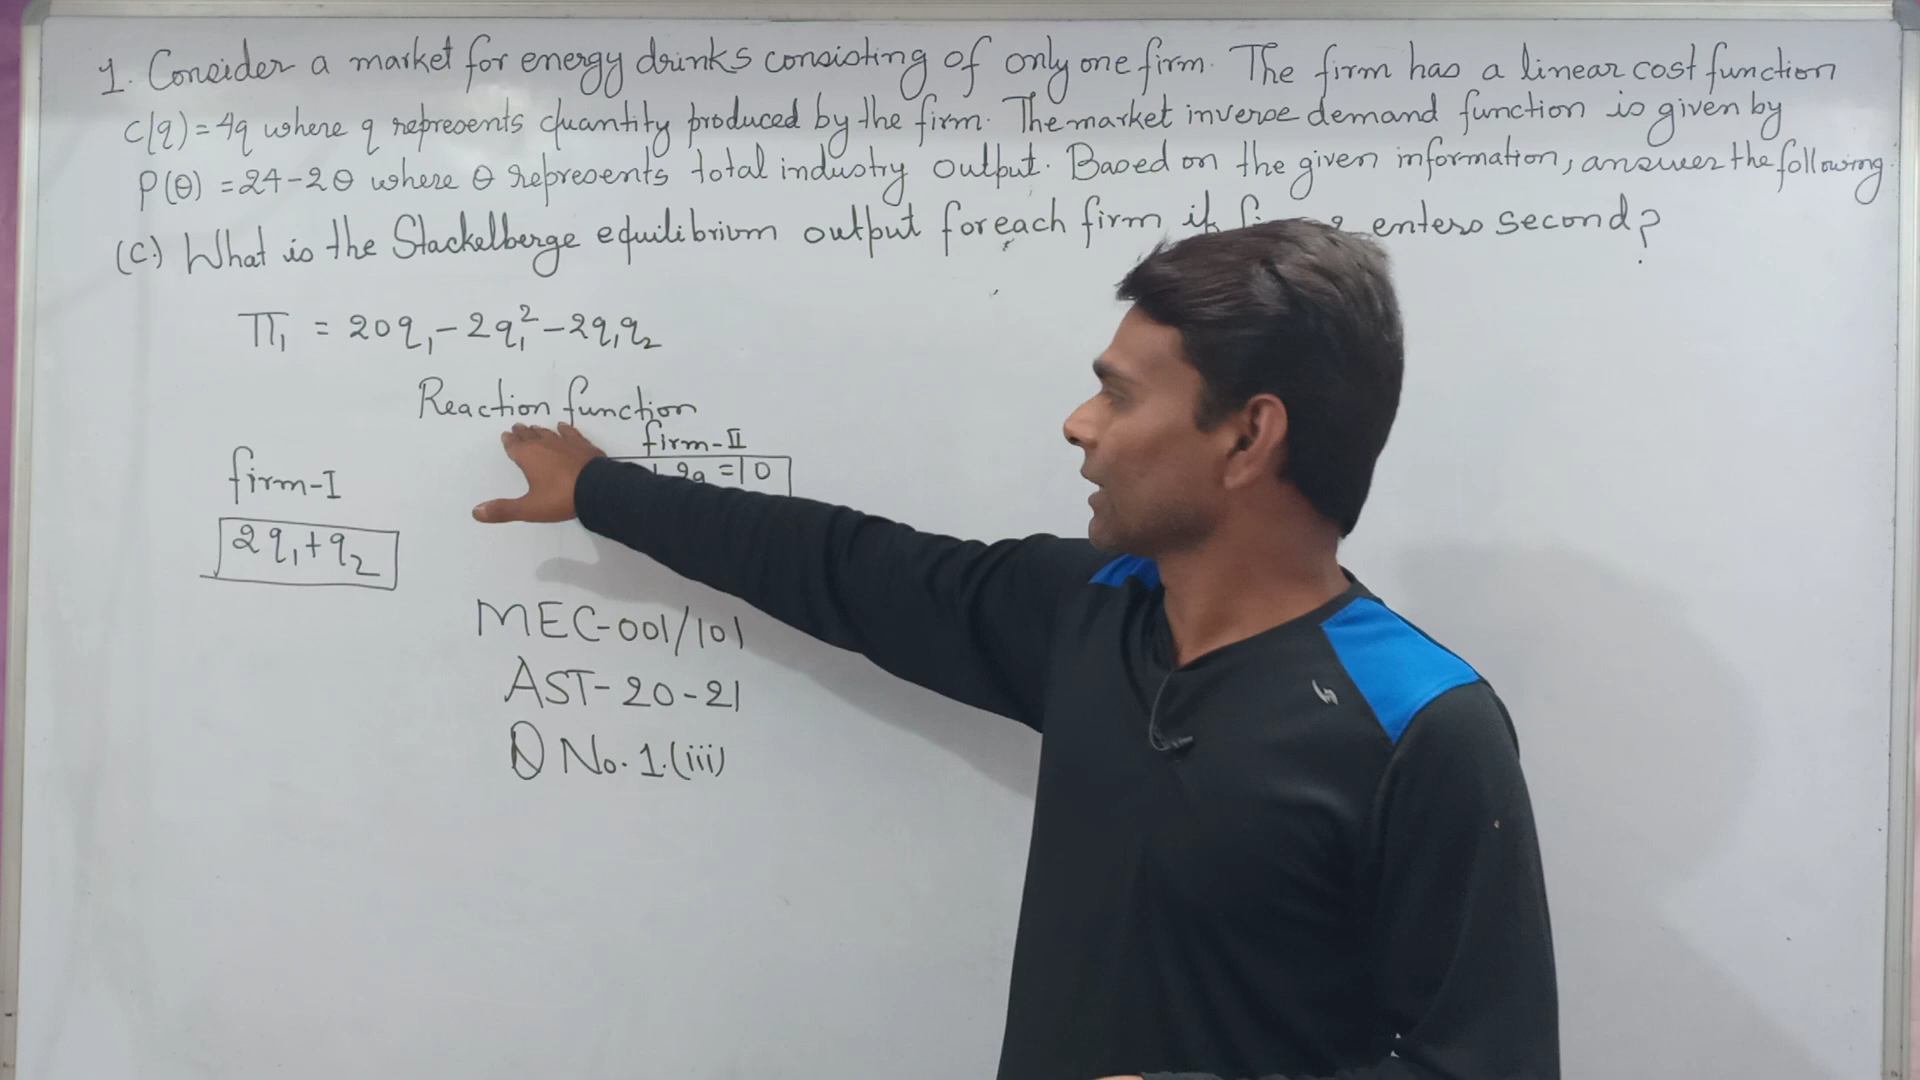 1. Consider a market for energy drinks consisting of only one firm. The firm has a linear cost function
C(q) = 4q where q represents quantity produced by the firm. The market inverse demand function is given by
P(θ) = 24-2θ where θ represents total industry output. Based on the given information, answer the following.
(C.) What is the Stackelberge equilibrium output for each firm if 2 enters second?
Π₁ = 20q₁ - 2q₁² - 2q₁q₂
Reaction function
firm-II
2q = 10
firm-I
2q₁ + q₂
MEC-001/101
AST-20-21
Q No. 1.(iii)